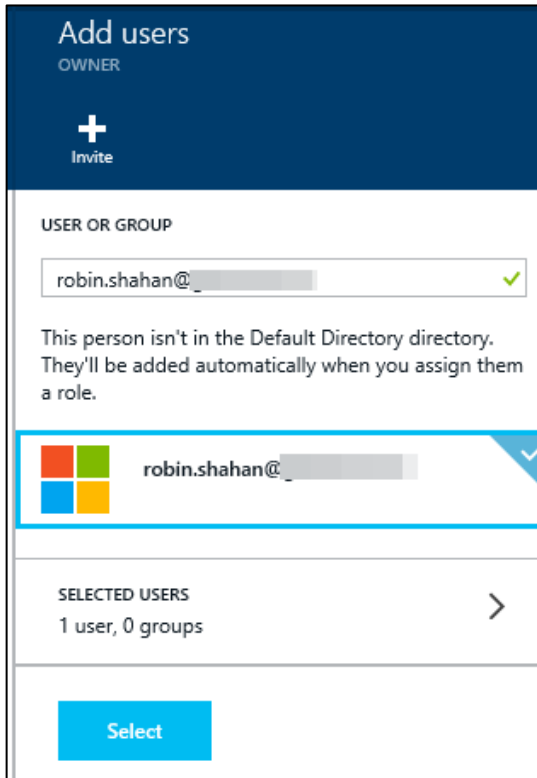 Add users
OWNER
Invite
USER OR GROUP
robin.shahan@
This person isn't in the Default Directory directory.
They'll be added automatically when you assign them
a role.
robin.shahan@
SELECTED USERS
1 user, 0 groups
Select